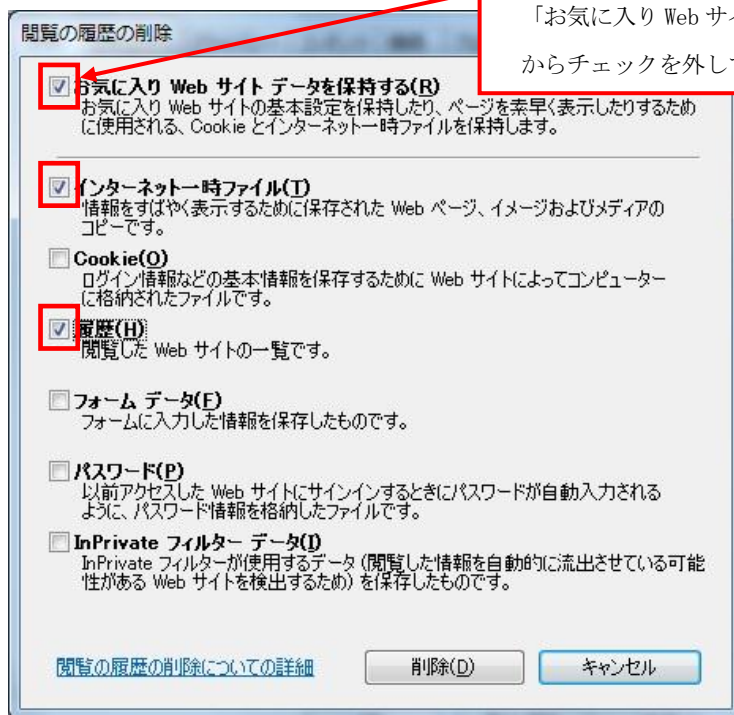 「お気に入り Web サイ
からチェックを外して
閲覧の履歴の削除
お気に入り Web サイト データを保持する(R)
お気に入り Web サイトの基本設定を保持したり、ページを素早く表示したりするため
に使用される、Cookie とインターネット一時ファイルを保持します。
インターネット一時ファイル(T)
情報をすばやく表示するために保存された Web ページ、イメージおよびメディアの
コピーです。
Cookie(O)
ログイン情報などの基本情報を保存するために Web サイトによってコンピューター
に格納されたファイルです。
履歴(H)
閲覧した Web サイトの一覧です。
フォーム データ(F)
フォームに入力した情報を保存したものです。
パスワード(P)
以前アクセスした Web サイトにサインインするときにパスワードが自動入力される
ように、パスワード情報を格納したファイルです。
InPrivate フィルター データ(I)
InPrivate フィルターが使用するデータ (閲覧した情報を自動的に流出させている可能
性がある Web サイトを検出するため) を保存したものです。
閲覧の履歴の削除についての詳細
削除(D)
キャンセル